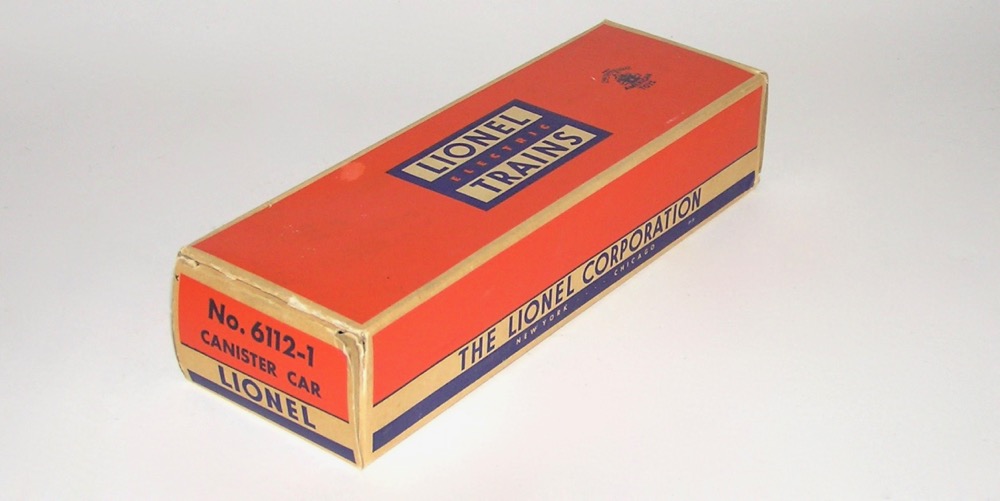 LIONEL
ELECTRIC
TRAINS
THE LIONEL CORPORATION
NEW YORK CHICAGO
No. 6112-1
CANISTER CAR
LIONEL